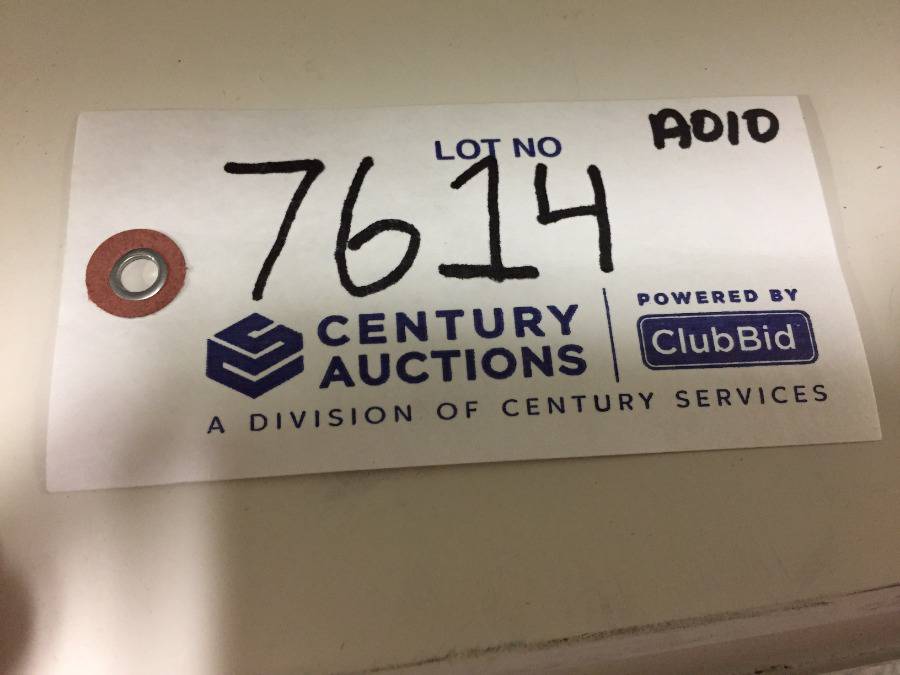 LOT NO
A010
7614
CENTURY
AUCTIONS
POWERED BY
ClubBid
A DIVISION OF CENTURY SERVICES